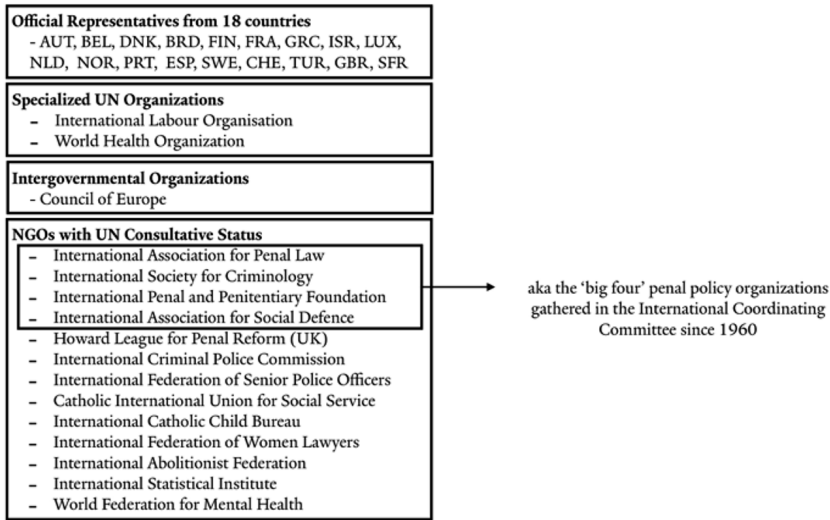 Official Representatives from 18 countries
- AUT, BEL, DNK, BRD, FIN, FRA, GRC, ISR, LUX,
NLD, NOR, PRT, ESP, SWE, CHE, TUR, GBR, SFR
Specialized UN Organizations
- International Labour Organisation
- World Health Organization
Intergovernmental Organizations
- Council of Europe
NGOs with UN Consultative Status
- International Association for Penal Law
- International Society for Criminology
- International Penal and Penitentiary Foundation
- International Association for Social Defence
- Howard League for Penal Reform (UK)
- International Criminal Police Commission
- International Federation of Senior Police Officers
- Catholic International Union for Social Service
- International Catholic Child Bureau
- International Federation of Women Lawyers
- International Abolitionist Federation
- International Statistical Institute
- World Federation for Mental Health
aka the ‘big four’ penal policy organizations
gathered in the International Coordinating
Committee since 1960